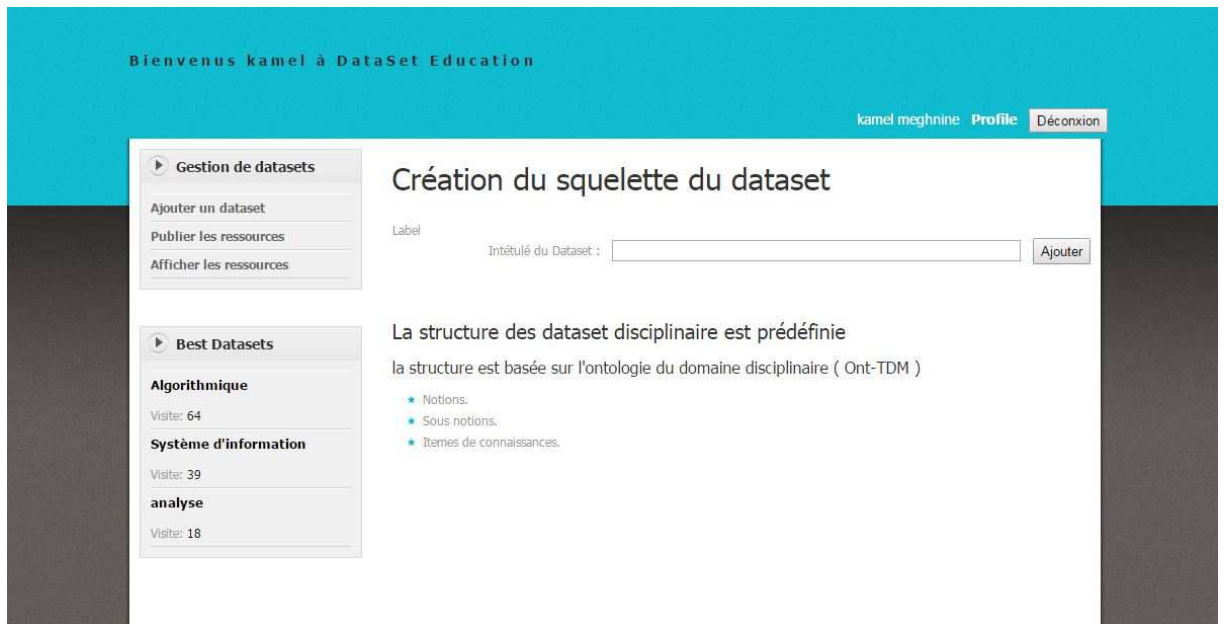 Bienvenus kamel à DataSet Education
kamel meghnine Profile Déconxion
Gestion de datasets
Ajouter un dataset
Publier les ressources
Afficher les ressources
Best Datasets
Algorithmique
Visite: 64
Système d'information
Visite: 39
analyse
Visite: 18
Création du squelette du dataset
Label
Intétulé du Dataset :
Ajouter
La structure des dataset disciplinaire est prédéfinie
la structure est basée sur l'ontologie du domaine disciplinaire ( Ont-TDM )
Notions.
Sous notions.
Itemes de connaissances.